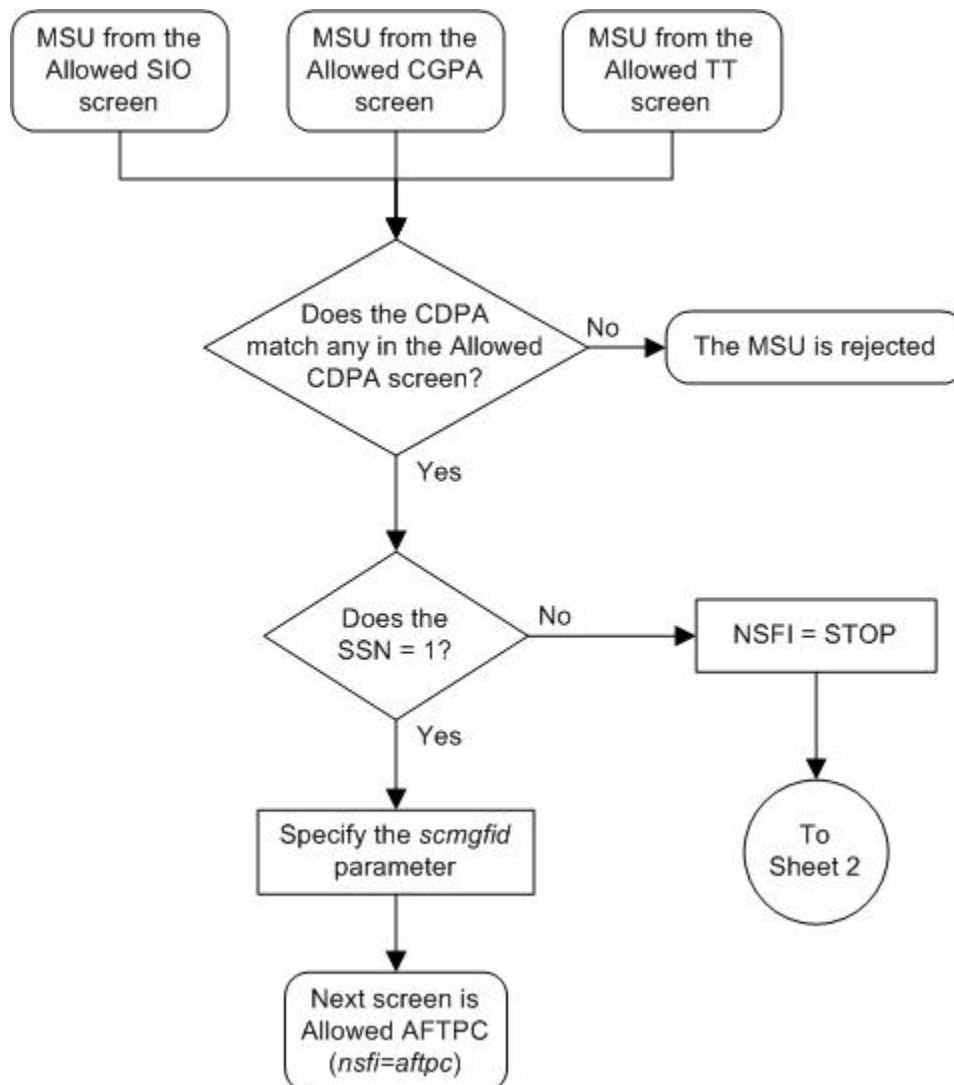 MSU from the
Allowed SIO
screen
MSU from the
Allowed CGPA
screen
MSU from the
Allowed TT
screen
Does the CDPA
match any in the Allowed
CDPA screen?
No
The MSU is rejected
Yes
Does the
SSN = 1?
No
NSFI = STOP
Yes
Specify the scmgfid
parameter
To
Sheet 2
Next screen is
Allowed AFTPC
(nsfi=aftpc)